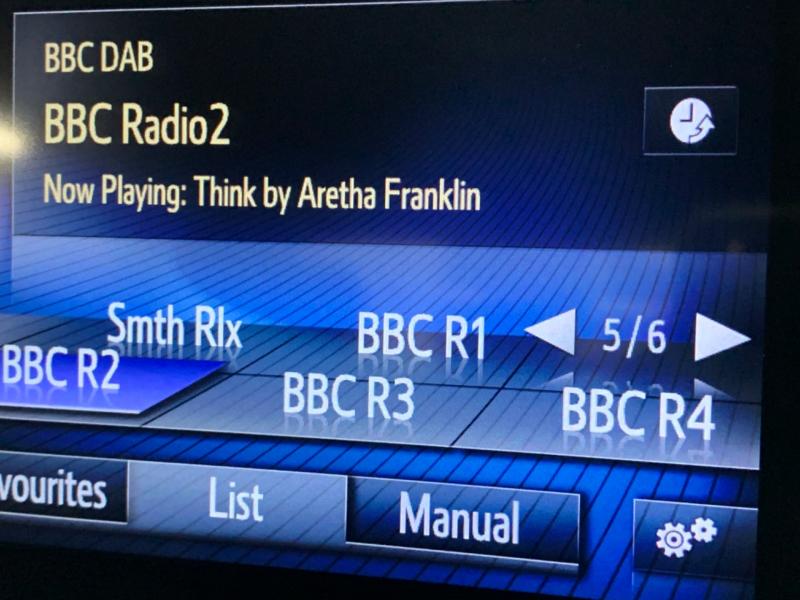 BBC DAB
BBC Radio2
Now Playing: Think by Aretha Franklin
Smth Rlx BBC R1 5/6
BBC R2 BBC R3 BBC R4
vourites List Manual